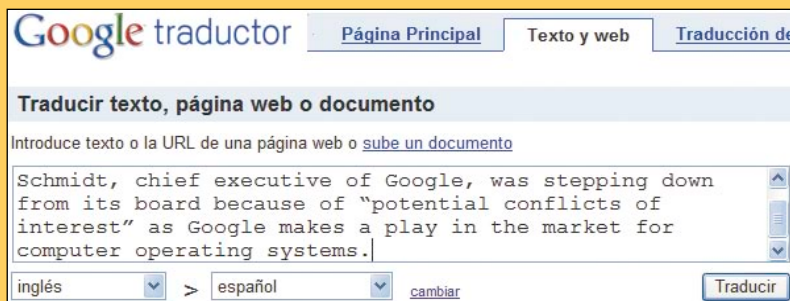 Google traductor Página Principal Texto y web Traducción de
Traducir texto, página web o documento
Introduce texto o la URL de una página web o sube un documento
Schmidt, chief executive of Google, was stepping down
from its board because of “potential conflicts of
interest” as Google makes a play in the market for
computer operating systems.
inglés > español cambiar Traducir